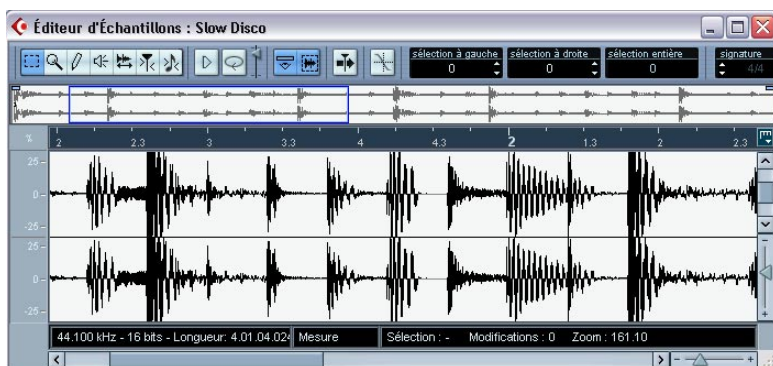 Éditeur d'Échantillons : Slow Disco
sélection à gauche sélection à droite sélection entière signature
0 0 0 4/4
% 2 2.3 3 3.3 4 4.3 2 1.3 2 2.3
25
0
-25
25
0
-25
44.100 kHz - 16 bits - Longueur: 4.01.04.024 Mesure Sélection : - Modifications : 0 Zoom : 161.10